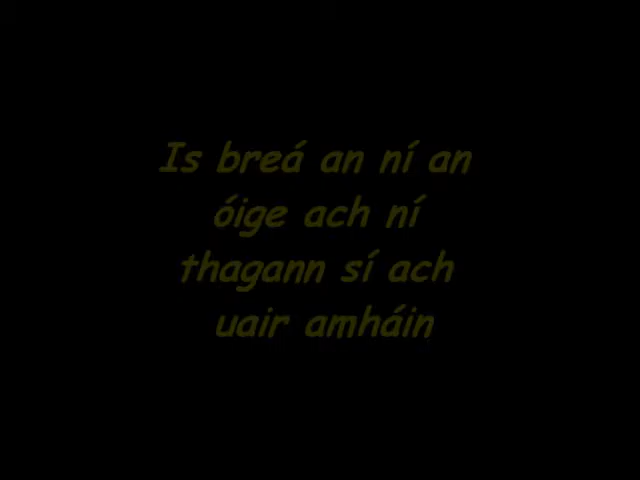 Is breá an ní an
óige ach ní
thagann sí ach
uair amháin